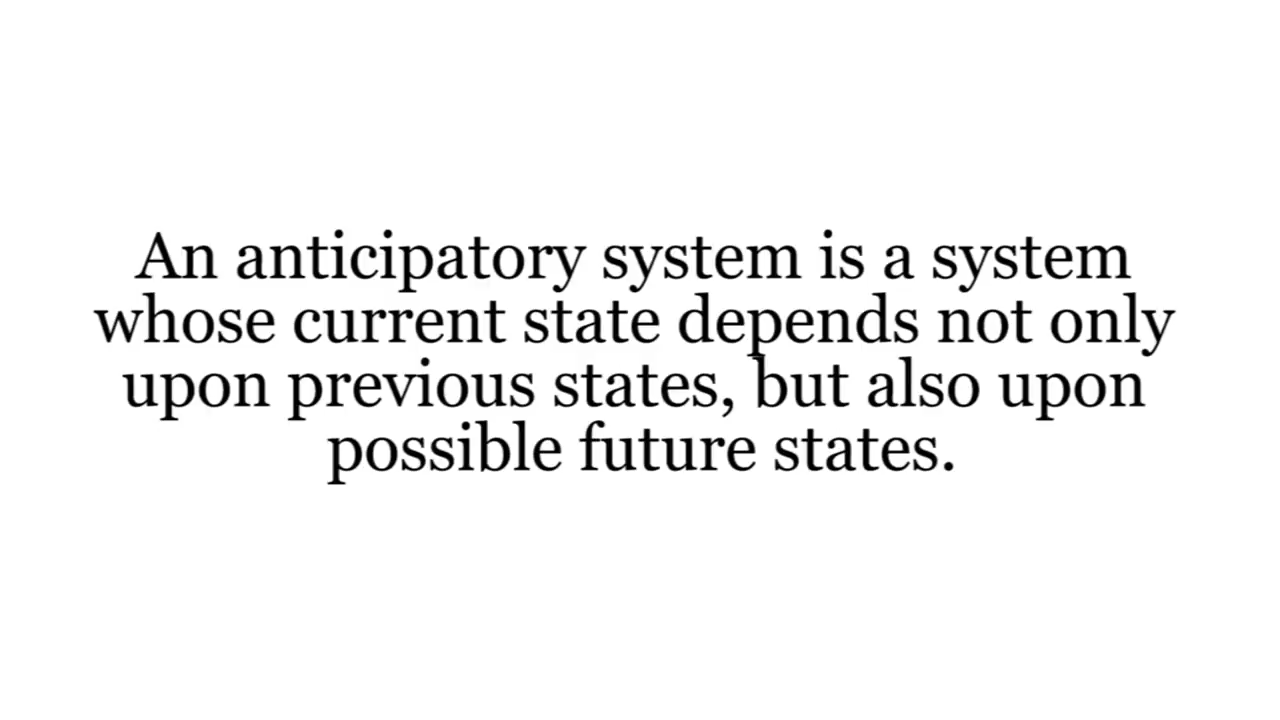 An anticipatory system is a system
whose current state depends not only
upon previous states, but also upon
possible future states.